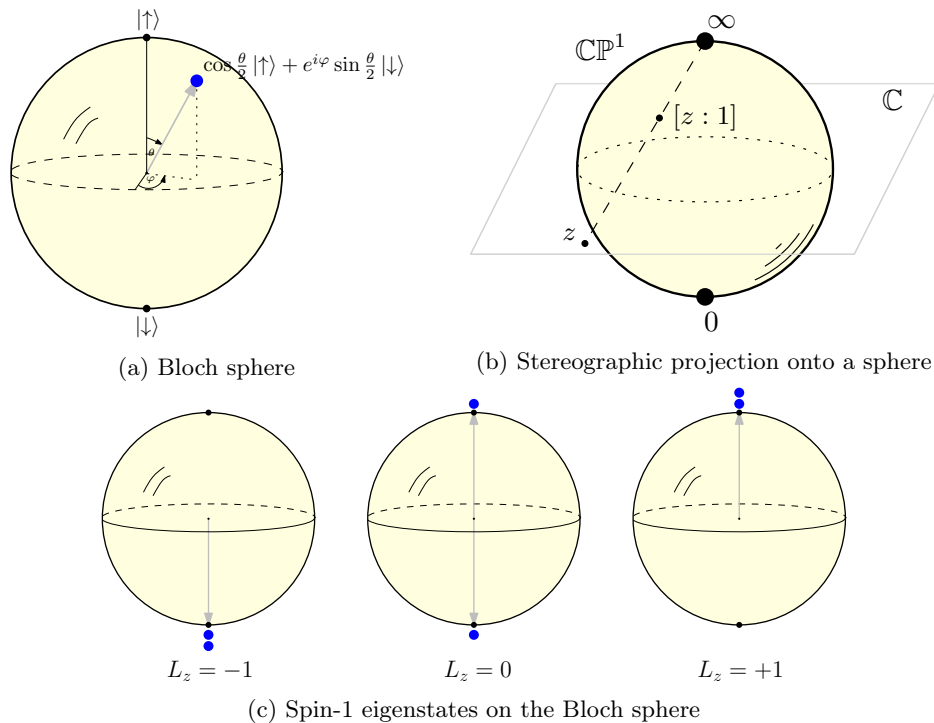 |↑⟩
cos θ/2 |↑⟩ + e^{iφ} sin θ/2 |↓⟩
θ
φ
|↓⟩
(a) Bloch sphere
∞
ℂℙ¹
ℂ
[z : 1]
z
0
(b) Stereographic projection onto a sphere
L_z = −1
L_z = 0
L_z = +1
(c) Spin-1 eigenstates on the Bloch sphere